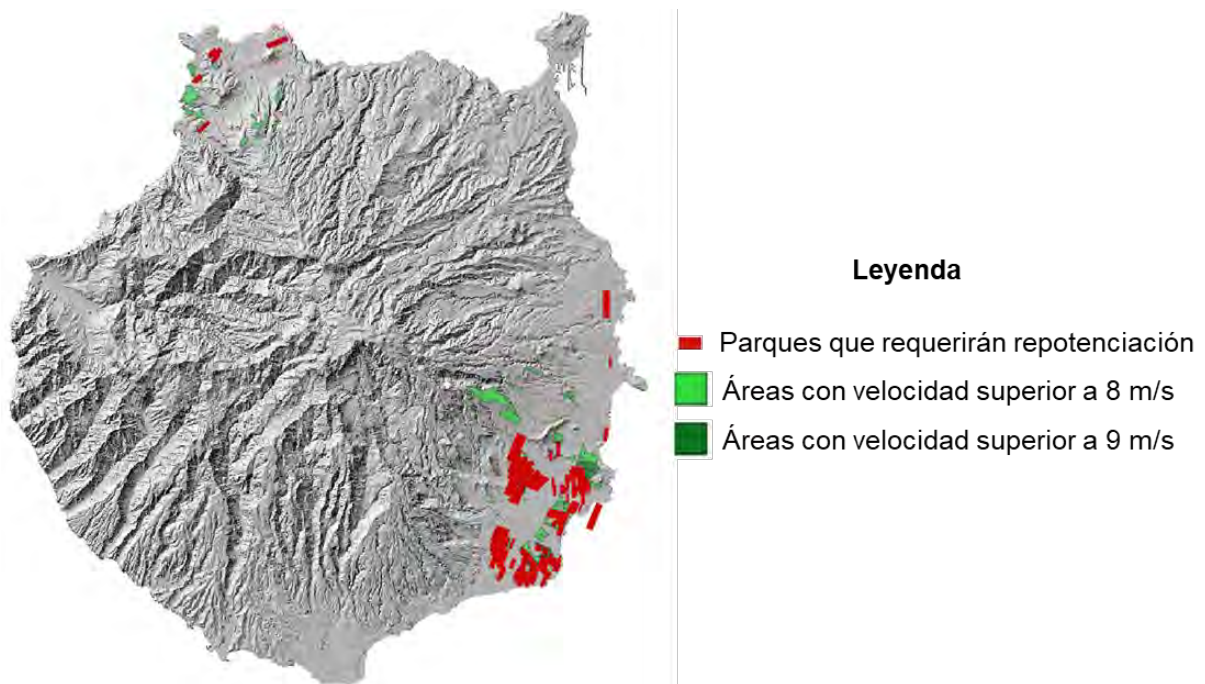 Leyenda
Parques que requerirán repotenciación
Áreas con velocidad superior a 8 m/s
Áreas con velocidad superior a 9 m/s